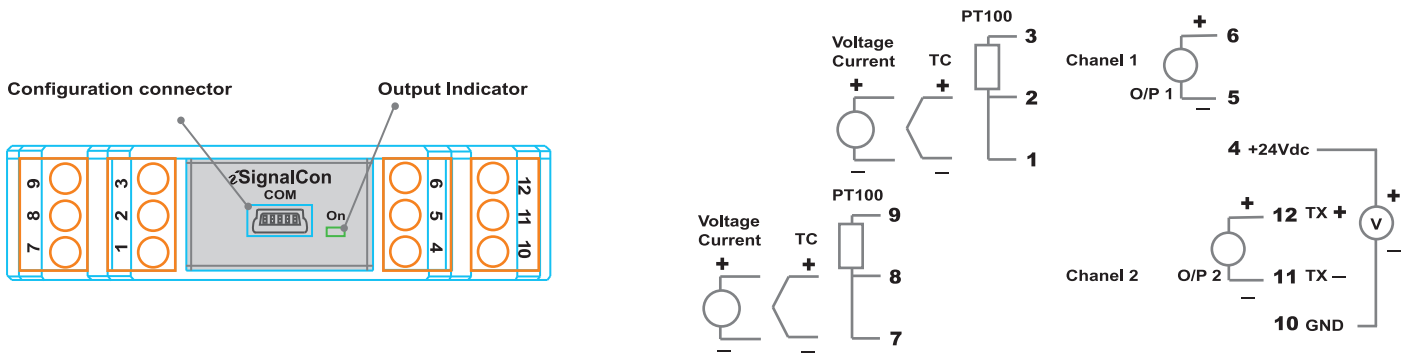 Configuration connector
Output Indicator
9
8
7
3
2
1
SignalCon
COM
On
6
5
4
12
11
10
PT100
Voltage
Current
TC
+
+
−
−
3
2
1
Chanel 1
+
6
O/P 1
5
−
4 +24Vdc
+
V
−
PT100
Voltage
Current
TC
+
+
−
−
9
8
7
Chanel 2
+
12 TX +
O/P 2
11 TX −
−
10 GND